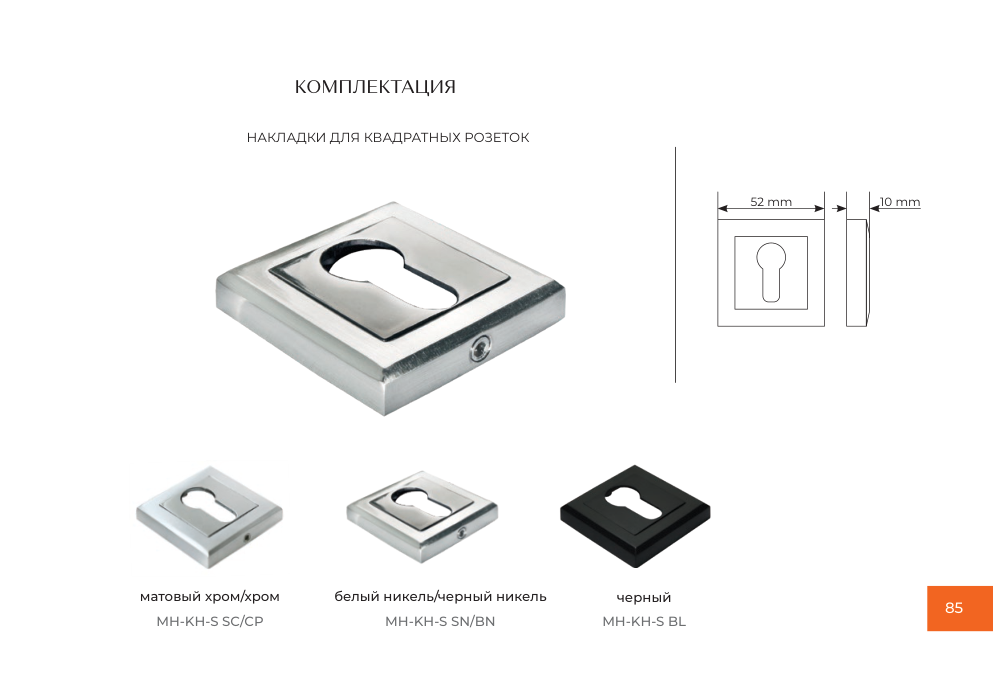 КОМПЛЕКТАЦИЯ
НАКЛАДКИ ДЛЯ КВАДРАТНЫХ РОЗЕТОК
52 mm
10 mm
матовый хром/хром
MH-KH-S SC/CP
белый никель/черный никель
MH-KH-S SN/BN
черный
MH-KH-S BL
85